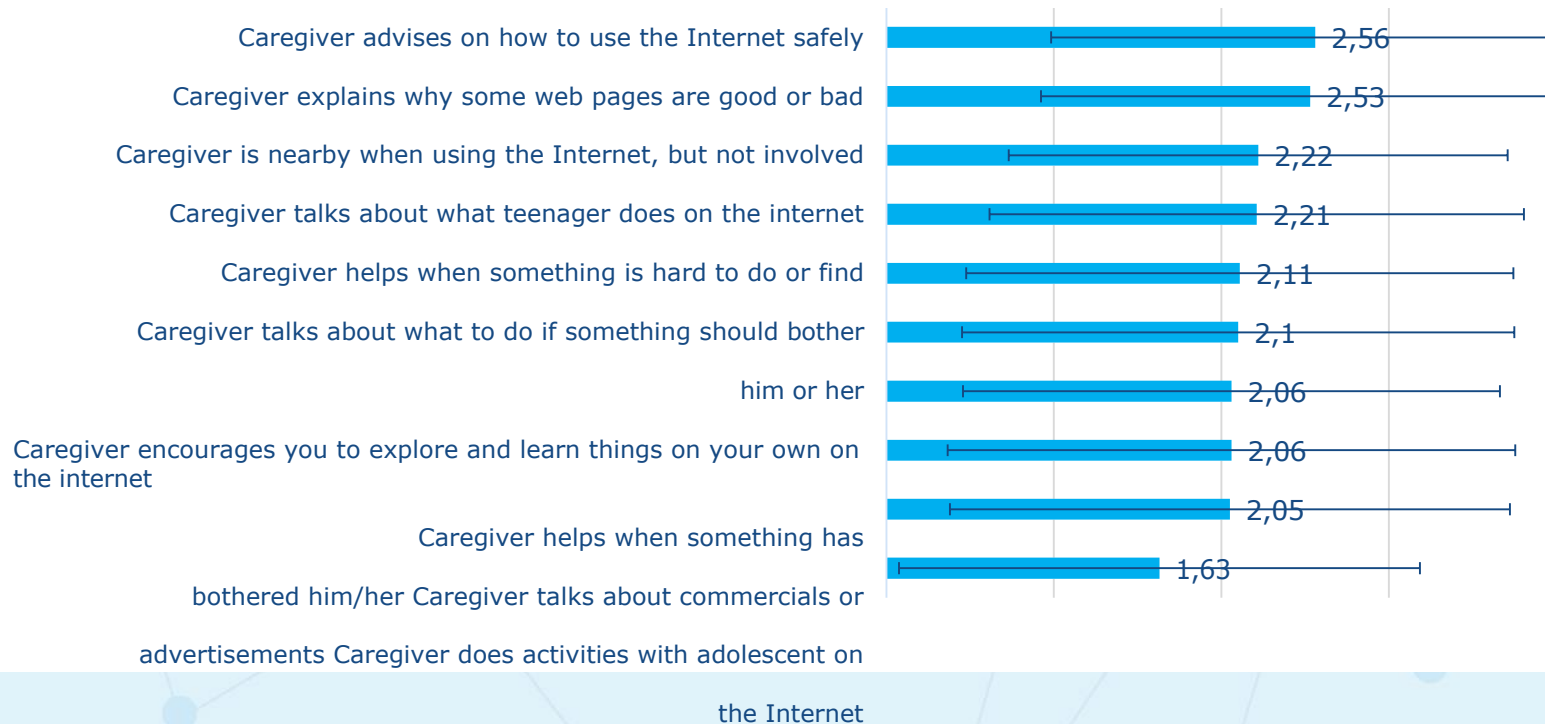 Caregiver advises on how to use the Internet safely
2,56
Caregiver explains why some web pages are good or bad
2,53
Caregiver is nearby when using the Internet, but not involved
2,22
Caregiver talks about what teenager does on the internet
2,21
Caregiver helps when something is hard to do or find
2,11
Caregiver talks about what to do if something should bother
2,1
him or her
2,06
Caregiver encourages you to explore and learn things on your own on
the internet
2,06
2,05
Caregiver helps when something has
1,63
bothered him/her Caregiver talks about commercials or
advertisements Caregiver does activities with adolescent on
the Internet